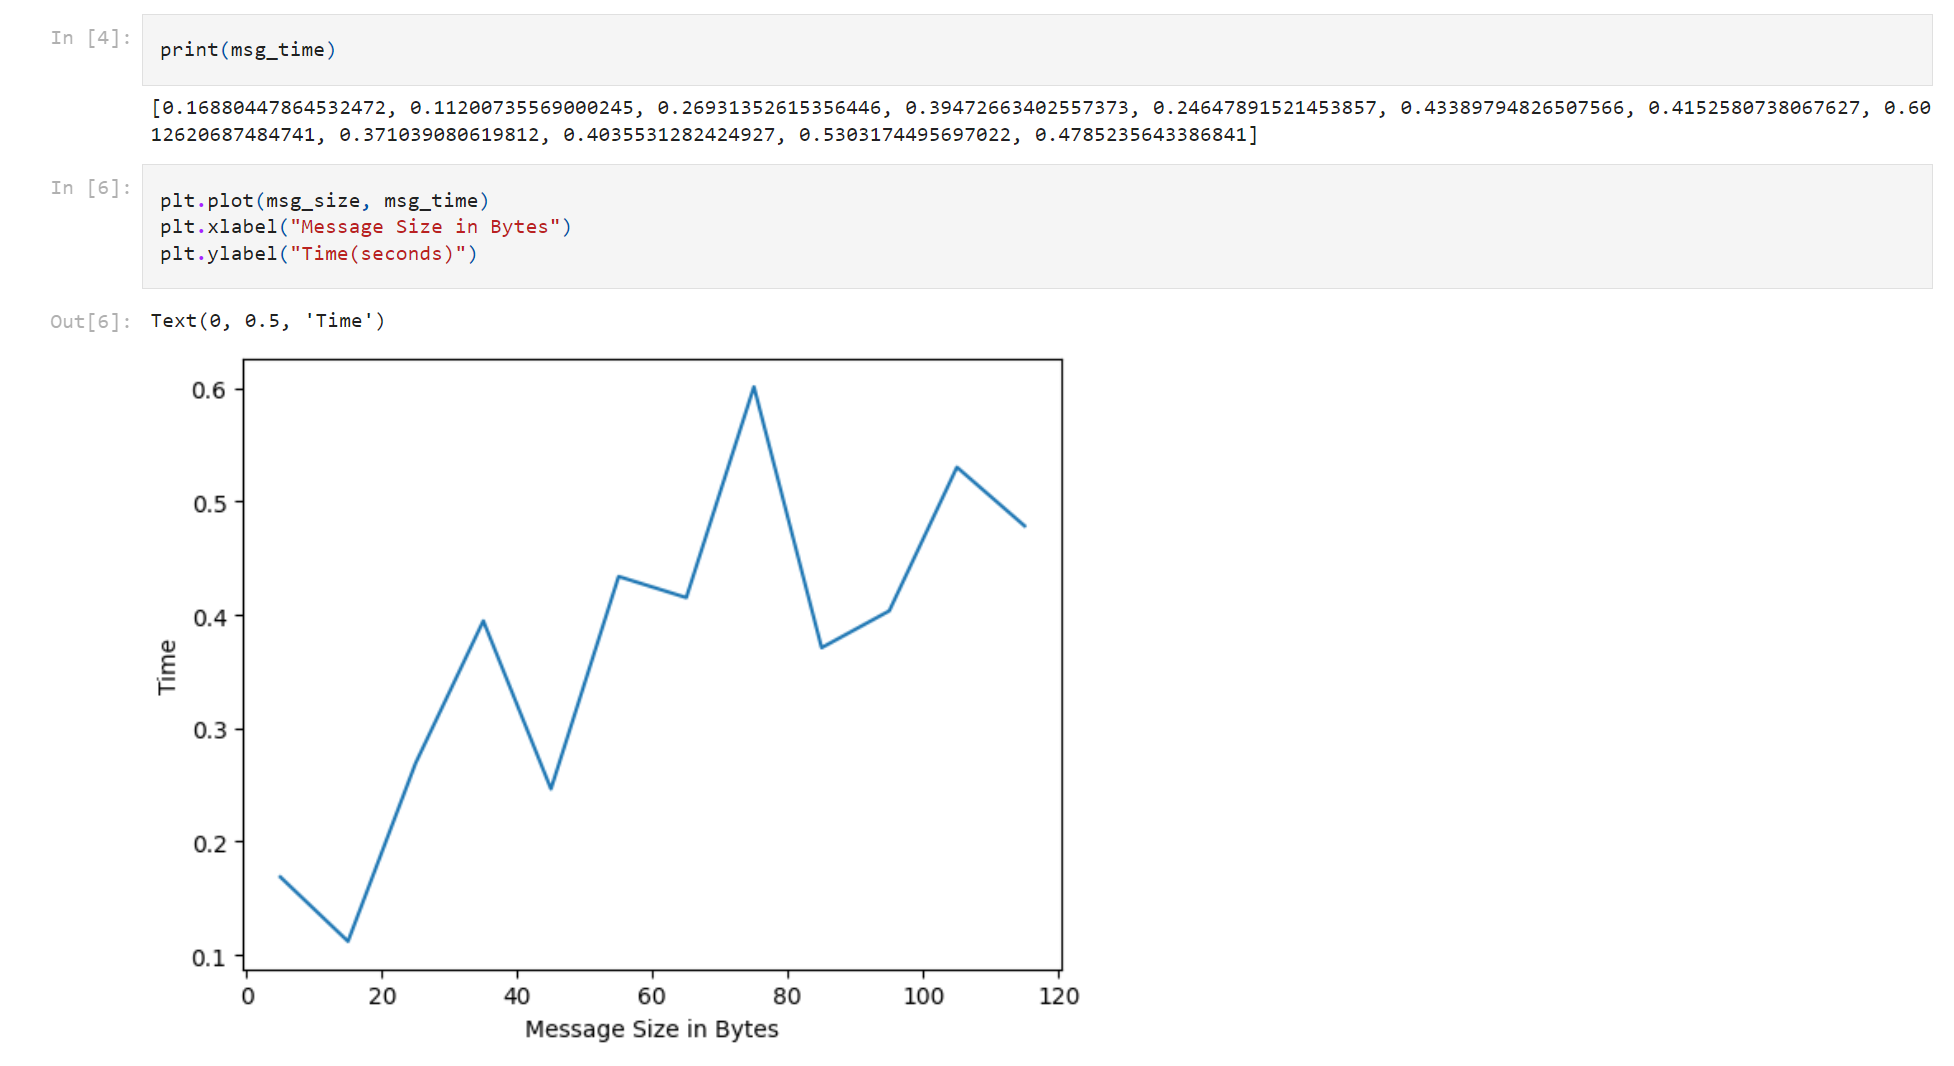 In [4]:
print(msg_time)
[0.16880447864532472, 0.11200735569000245, 0.26931352615356446, 0.39472663402557373, 0.24647891521453857, 0.43389794826507566, 0.4152580738067627, 0.60
12620687484741, 0.371039080619812, 0.4035531282424927, 0.5303174495697022, 0.4785235643386841]
In [6]:
plt.plot(msg_size, msg_time)
plt.xlabel("Message Size in Bytes")
plt.ylabel("Time(seconds)")
Out[6]:
Text(0, 0.5, 'Time')
0.6
0.5
0.4
0.3
0.2
0.1
Time
0 20 40 60 80 100 120
Message Size in Bytes